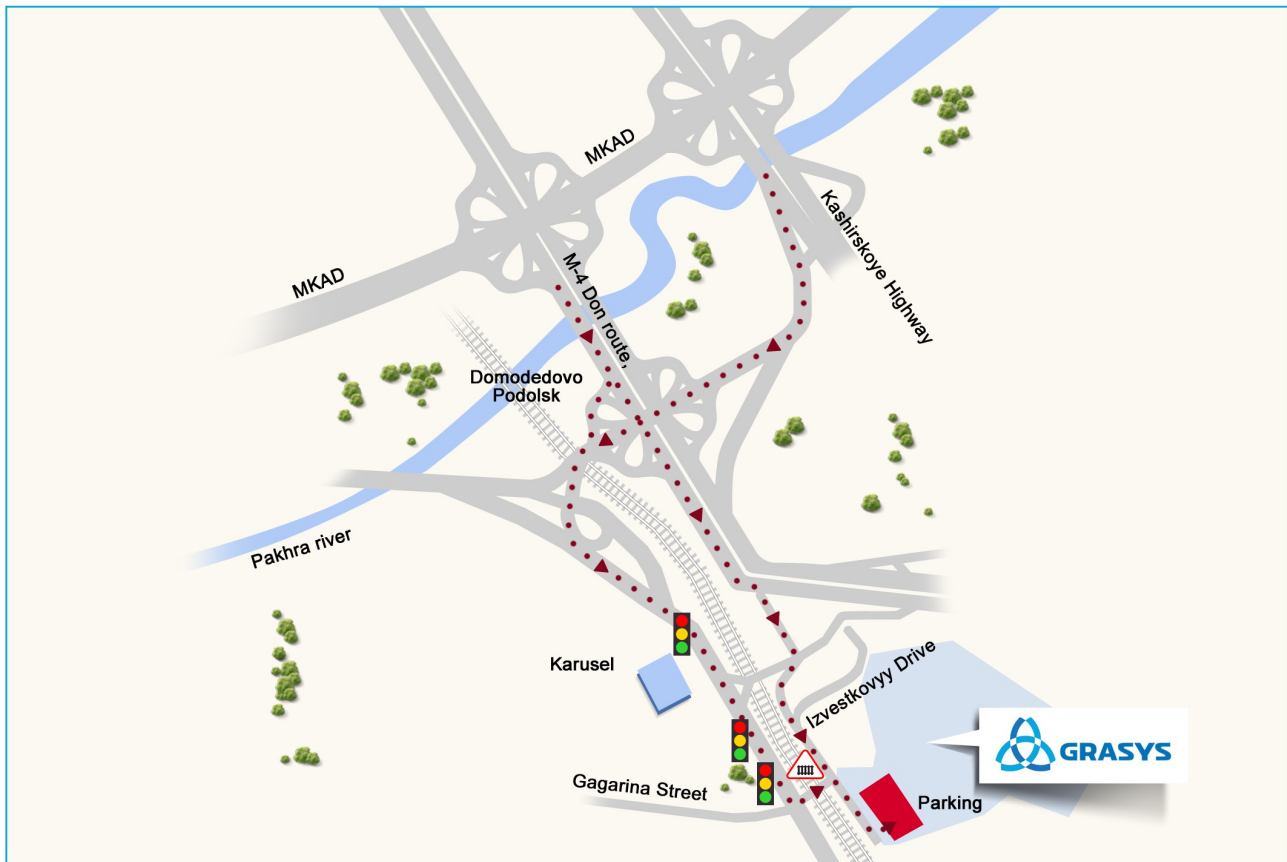 MKAD
MKAD
Kashirskoye Highway
M-4 Don route,
Domodedovo
Podolsk
Pakhra river
Karusel
Izvestkovyy Drive
GRASYS
Gagarina Street
Parking